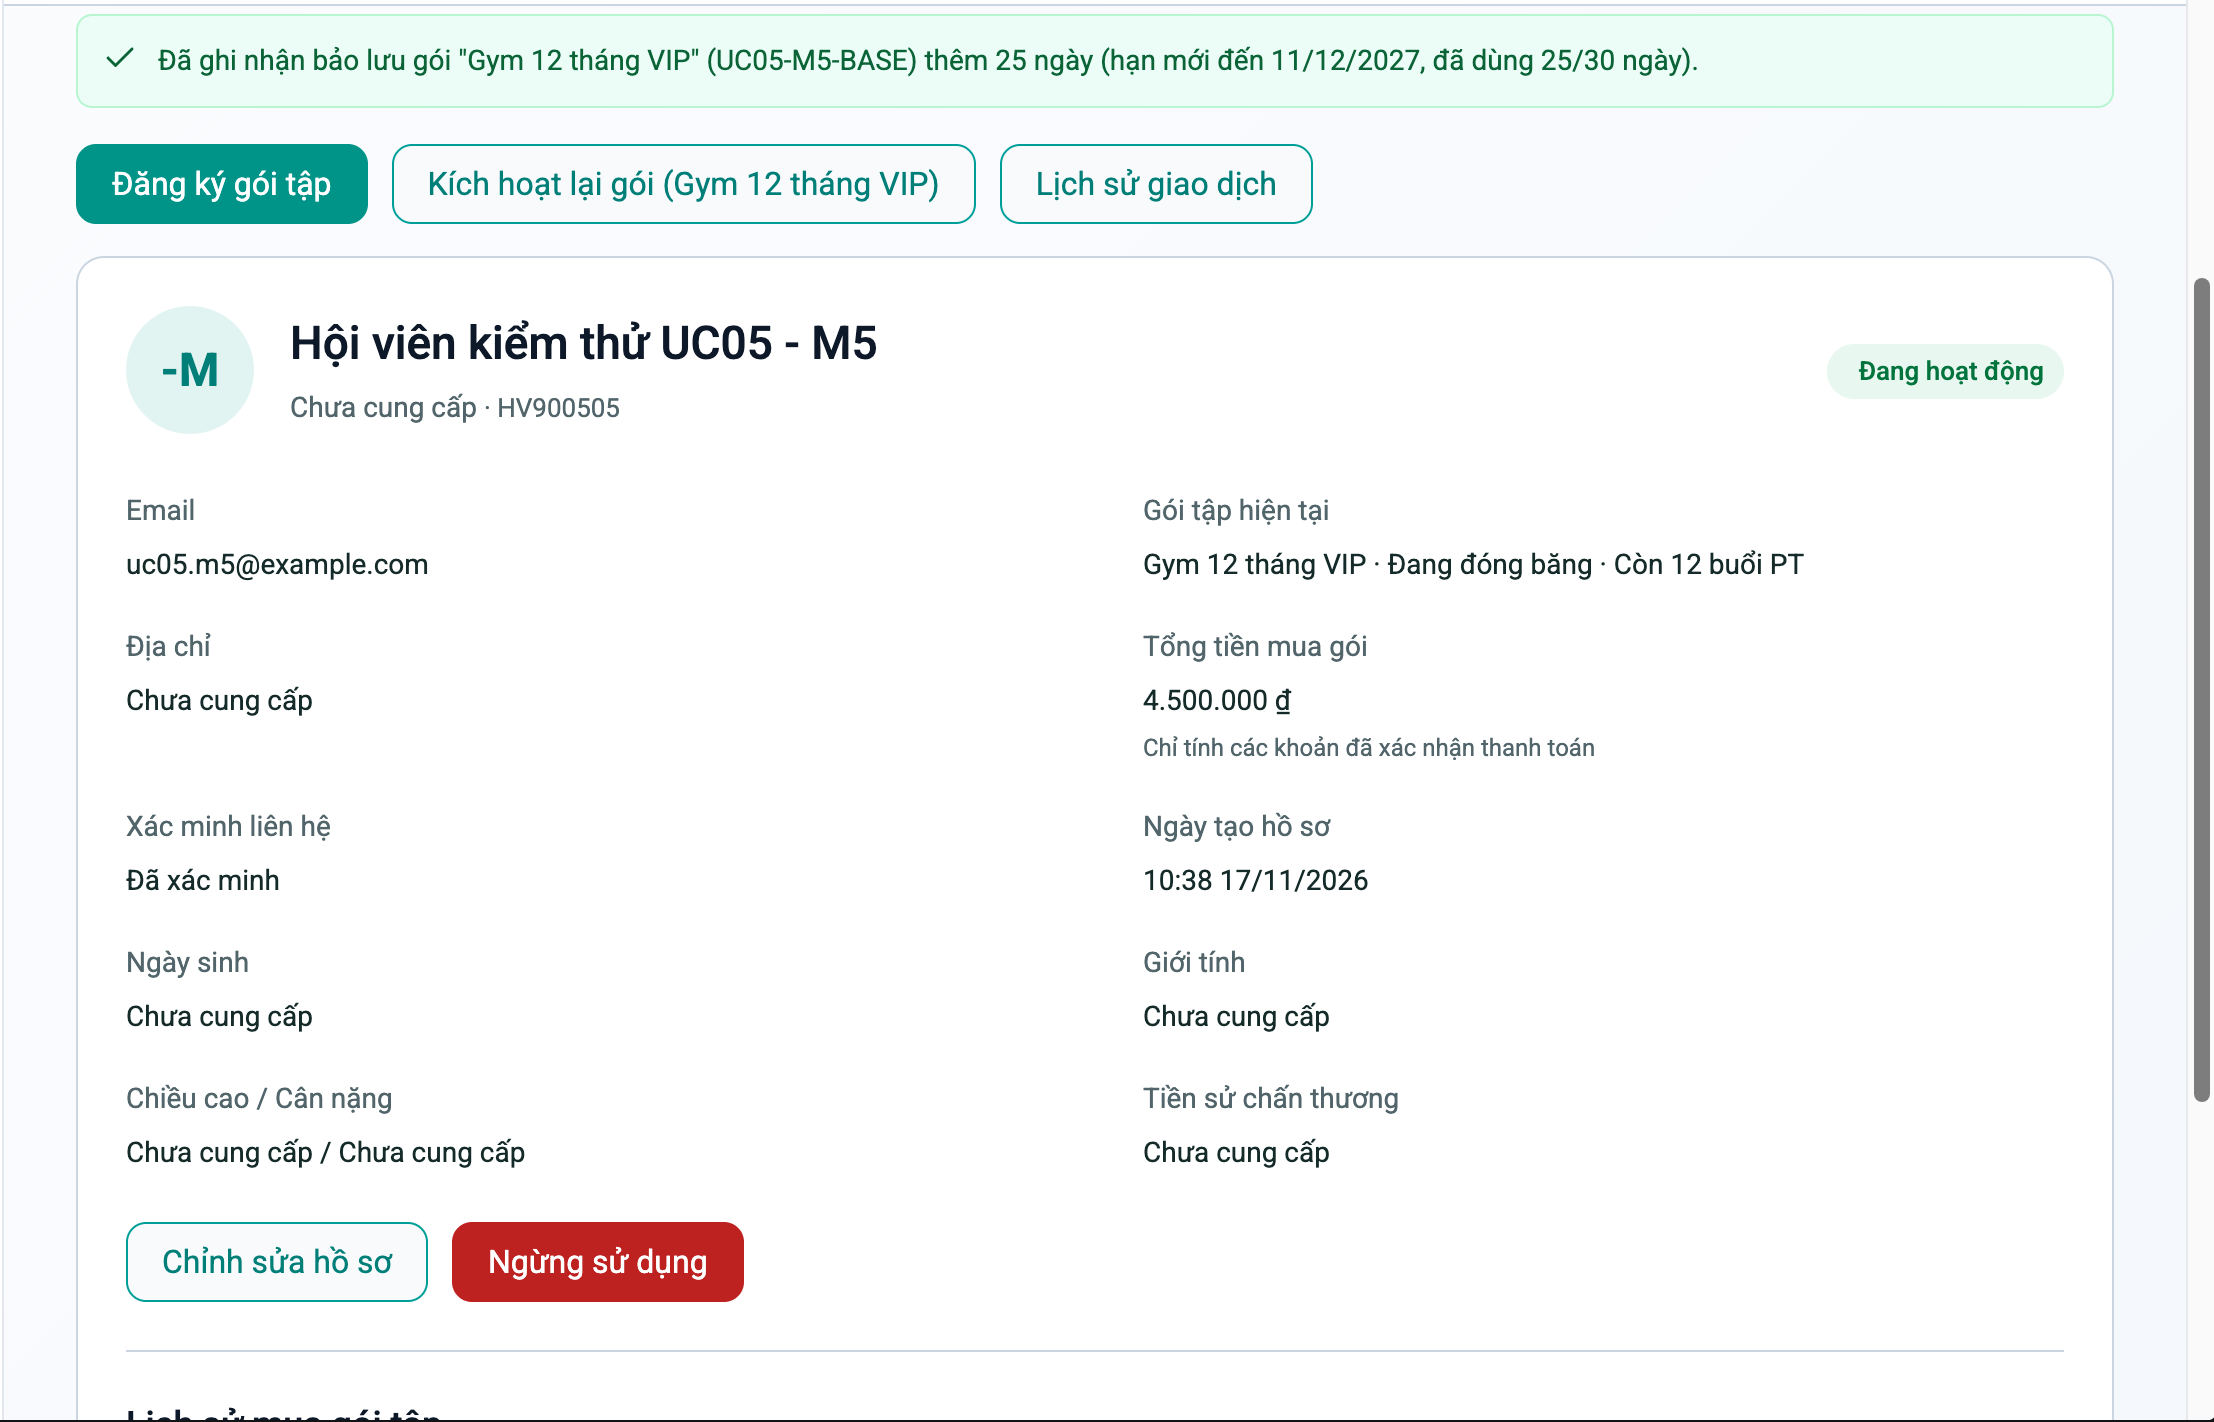 Đã ghi nhận bảo lưu gói "Gym 12 tháng VIP" (UC05-M5-BASE) thêm 25 ngày (hạn mới đến 11/12/2027, đã dùng 25/30 ngày).
Đăng ký gói tập
Kích hoạt lại gói (Gym 12 tháng VIP)
Lịch sử giao dịch
-M
Hội viên kiểm thử UC05 - M5
Chưa cung cấp · HV900505
Đang hoạt động
Email
uc05.m5@example.com
Gói tập hiện tại
Gym 12 tháng VIP · Đang đóng băng · Còn 12 buổi PT
Địa chỉ
Chưa cung cấp
Tổng tiền mua gói
4.500.000 ₫
Chỉ tính các khoản đã xác nhận thanh toán
Xác minh liên hệ
Đã xác minh
Ngày tạo hồ sơ
10:38 17/11/2026
Ngày sinh
Chưa cung cấp
Giới tính
Chưa cung cấp
Chiều cao / Cân nặng
Chưa cung cấp / Chưa cung cấp
Tiền sử chấn thương
Chưa cung cấp
Chỉnh sửa hồ sơ
Ngừng sử dụng
Lịch sử mua gói tập